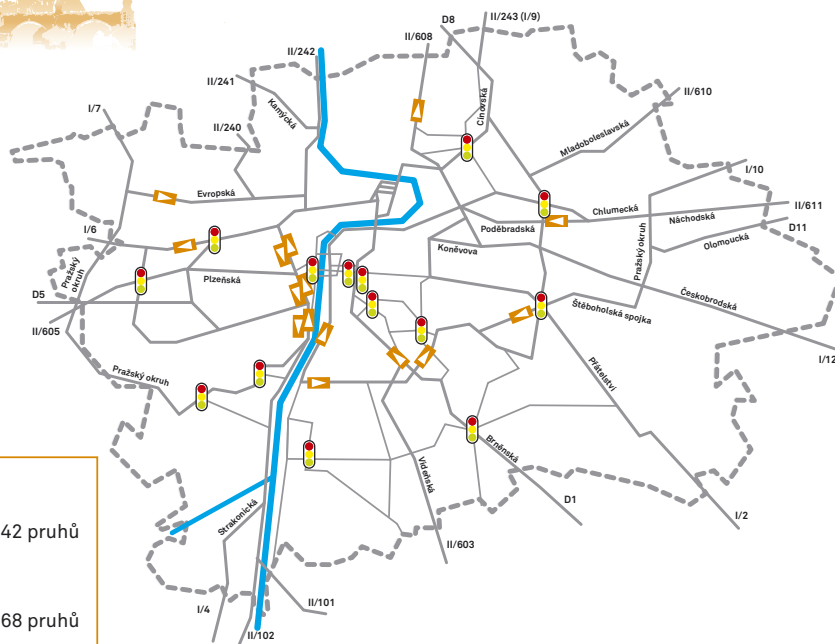 II/243 (I/9)
D8
II/608
II/242
II/241
Kamýcká
Cínovská
II/610
I/7
II/240
Mladoboleslavská
I/10
Evropská
II/611
Chlumecká
Náchodská
D11
Poděbradská
Olomoucká
I/6
Koněvova
Pražský okruh
Pražský
okruh
Plzeňská
D5
Českobrodská
Štěboholská spojka
II/605
I/12
Pražský okruh
Přátelství
Brněnská
Vídeňská
D1
I/2
42 pruhů
Strakonická
II/603
68 pruhů
I/4
II/101
II/102